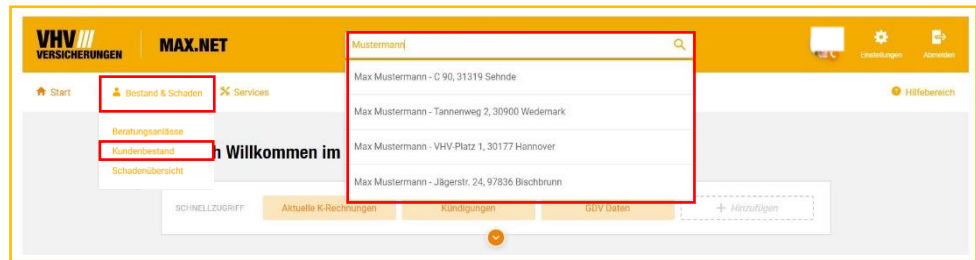 VHV
VERSICHERUNGEN
MAX.NET
Mustermann
Einstellungen
Abmelden
Start
Bestand & Schaden
Services
Hilfebereich
Max Mustermann - C 90, 31319 Sehnde
Max Mustermann - Tannenweg 2, 30900 Wedemark
Max Mustermann - VHV-Platz 1, 30177 Hannover
Max Mustermann - Jägerstr. 24, 97836 Bischbrunn
Beratungsanlässe
Kundenbestand
Schadenübersicht
h Willkommen im
SCHNELLZUGRIFF
Aktuelle K-Rechnungen
Kündigungen
GDV Daten
+ Hinzufügen